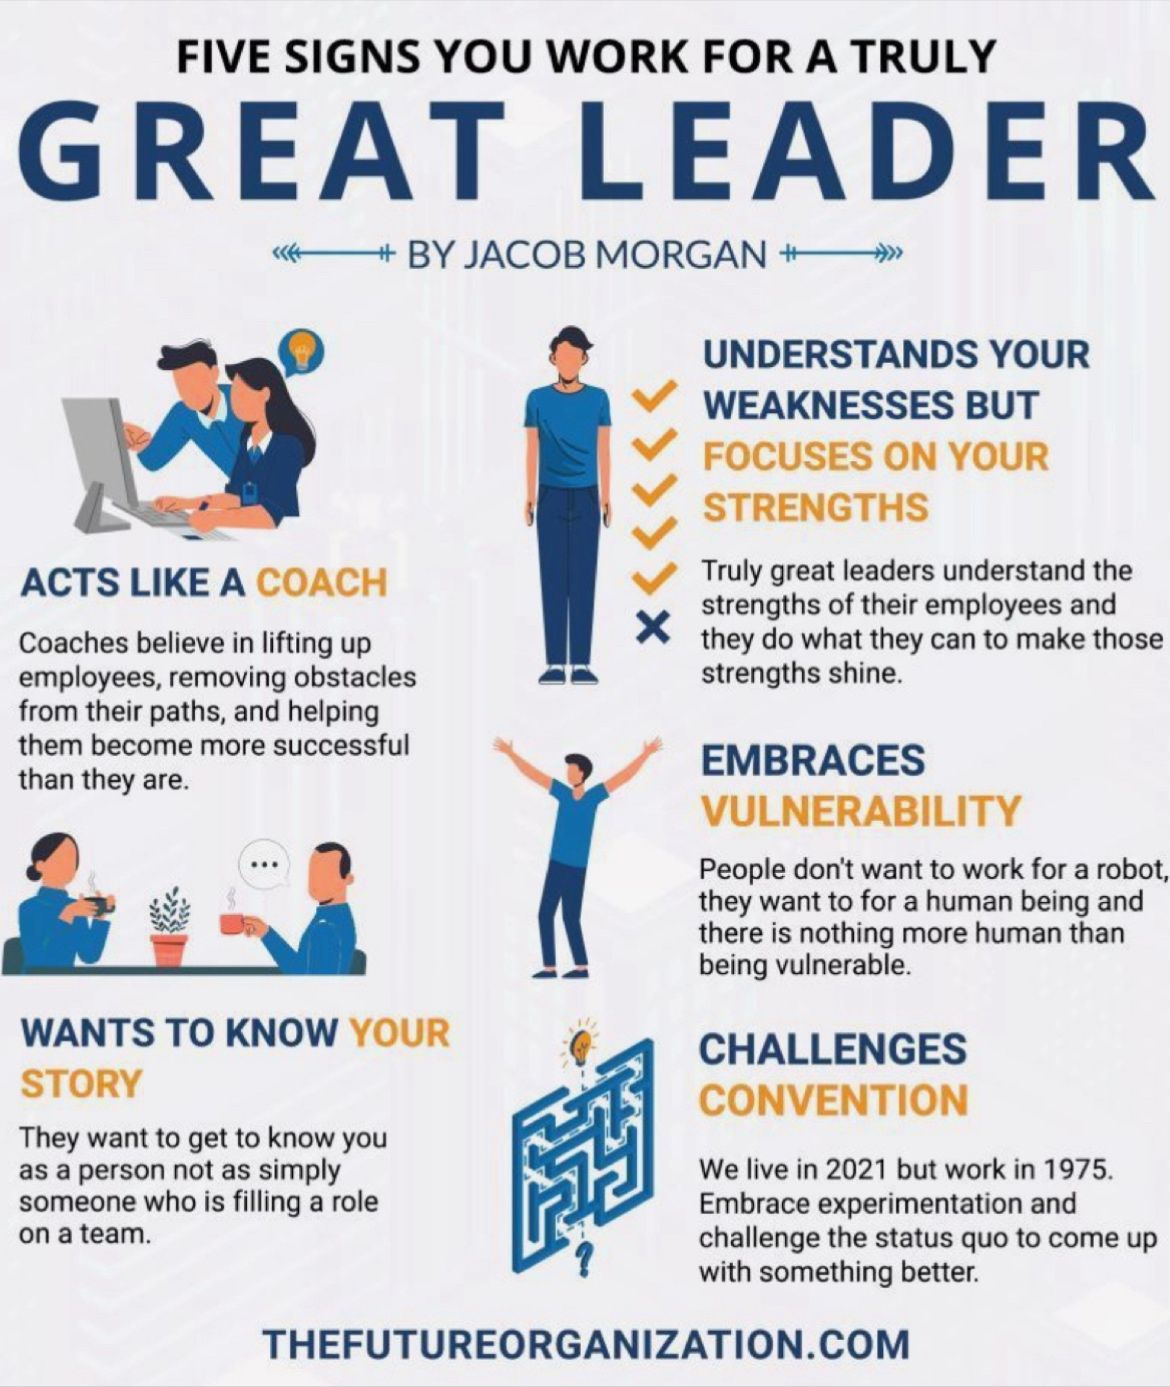 FIVE SIGNS YOU WORK FOR A TRULY
GREAT LEADER
BY JACOB MORGAN
ACTS LIKE A COACH
Coaches believe in lifting up
employees, removing obstacles
from their paths, and helping
them become more successful
than they are.
WANTS TO KNOW YOUR
STORY
They want to get to know you
as a person not as simply
someone who is filling a role
on a team.
UNDERSTANDS YOUR
WEAKNESSES BUT
FOCUSES ON YOUR
STRENGTHS
Truly great leaders understand the
strengths of their employees and
they do what they can to make those
strengths shine.
EMBRACES
VULNERABILITY
People don't want to work for a robot,
they want to for a human being and
there is nothing more human than
being vulnerable.
CHALLENGES
CONVENTION
We live in 2021 but work in 1975.
Embrace experimentation and
challenge the status quo to come up
with something better.
?
THEFUTUREORGANIZATION.COM